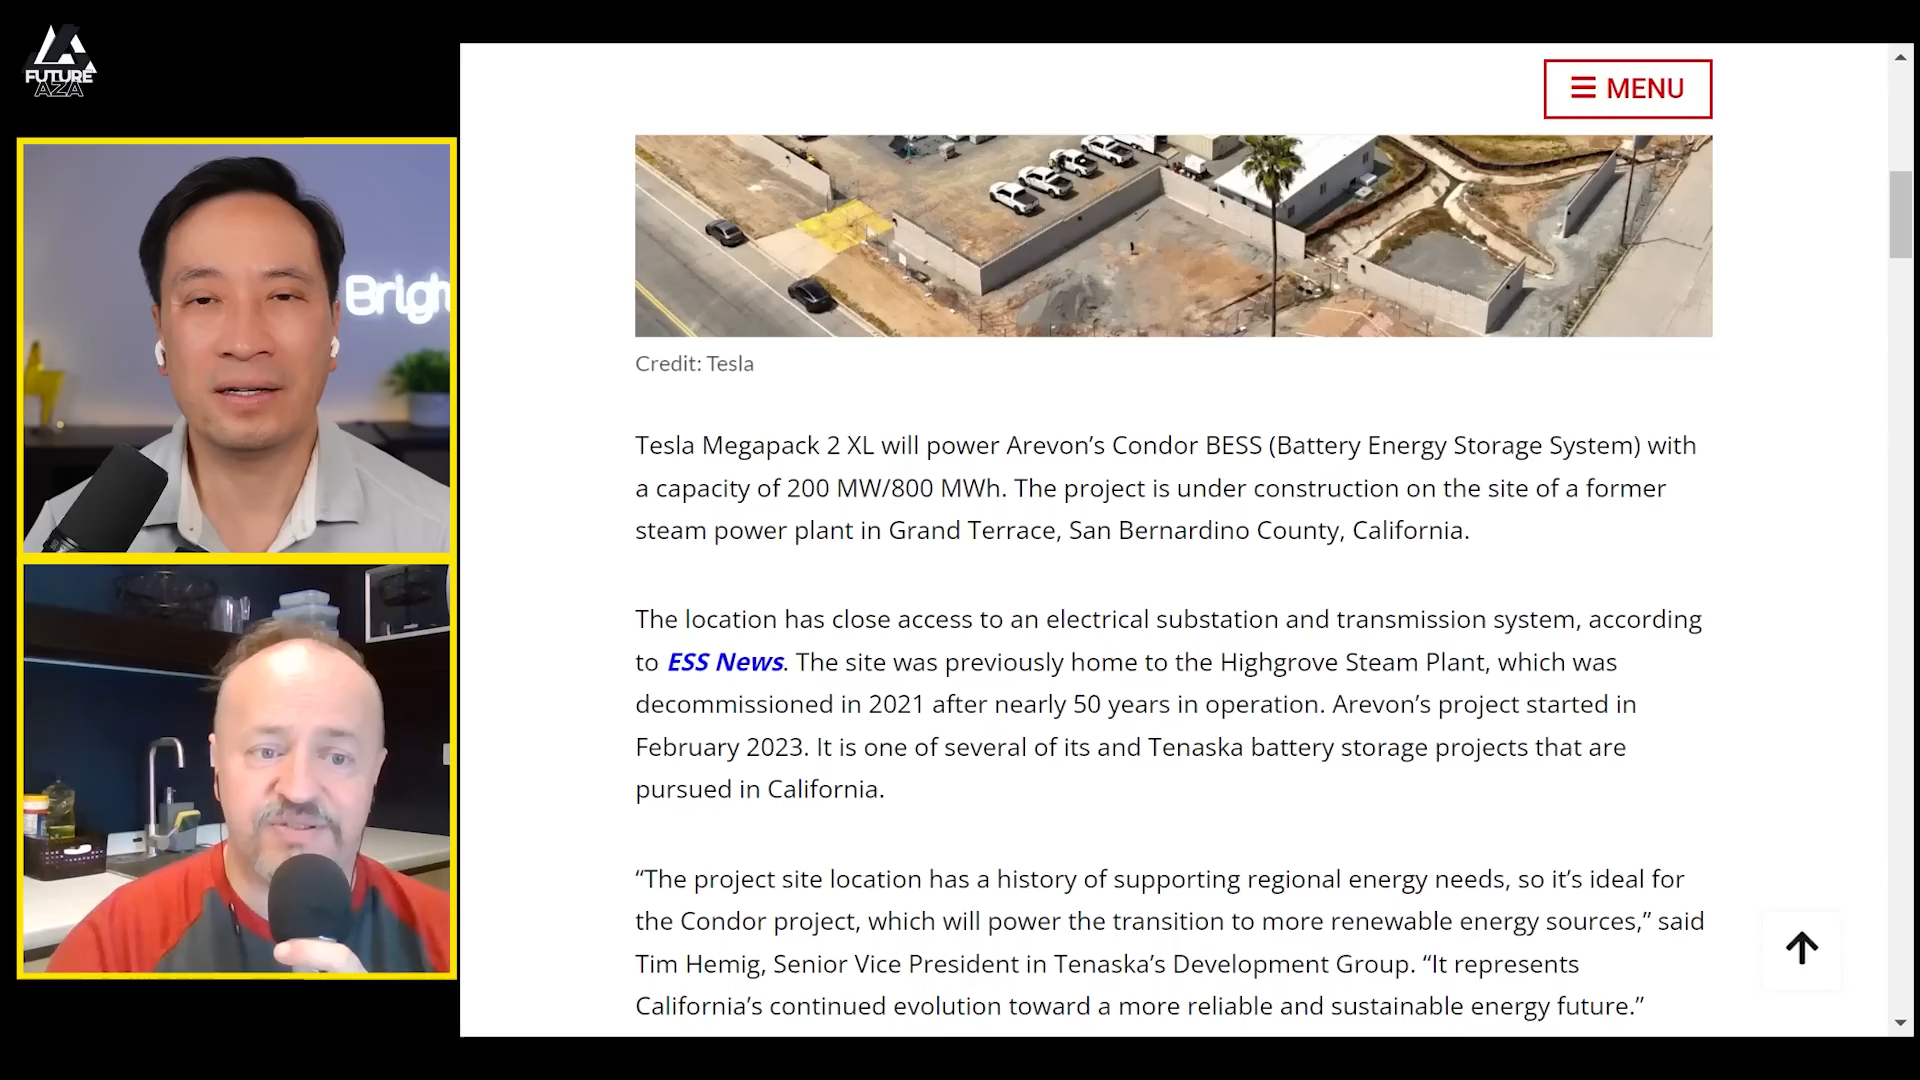 FUTURE
AZA
Brigh
MENU
Credit: Tesla
Tesla Megapack 2 XL will power Arevon’s Condor BESS (Battery Energy Storage System) with
a capacity of 200 MW/800 MWh. The project is under construction on the site of a former
steam power plant in Grand Terrace, San Bernardino County, California.
The location has close access to an electrical substation and transmission system, according
to ESS News. The site was previously home to the Highgrove Steam Plant, which was
decommissioned in 2021 after nearly 50 years in operation. Arevon’s project started in
February 2023. It is one of several of its and Tenaska battery storage projects that are
pursued in California.
“The project site location has a history of supporting regional energy needs, so it’s ideal for
the Condor project, which will power the transition to more renewable energy sources,” said
Tim Hemig, Senior Vice President in Tenaska’s Development Group. “It represents
California’s continued evolution toward a more reliable and sustainable energy future.”